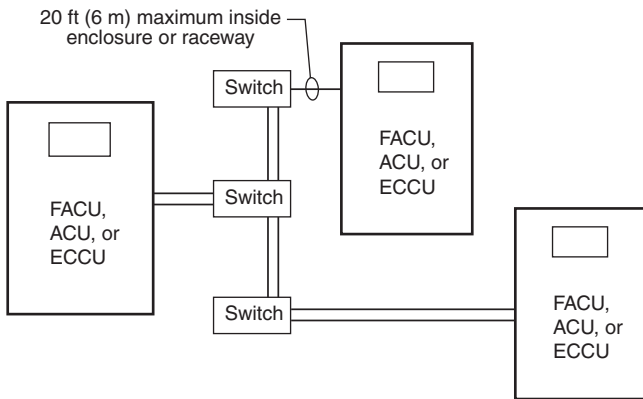 20 ft (6 m) maximum inside
enclosure or raceway
Switch
FACU,
ACU, or
ECCU
FACU,
ACU, or
ECCU
Switch
Switch
FACU,
ACU, or
ECCU